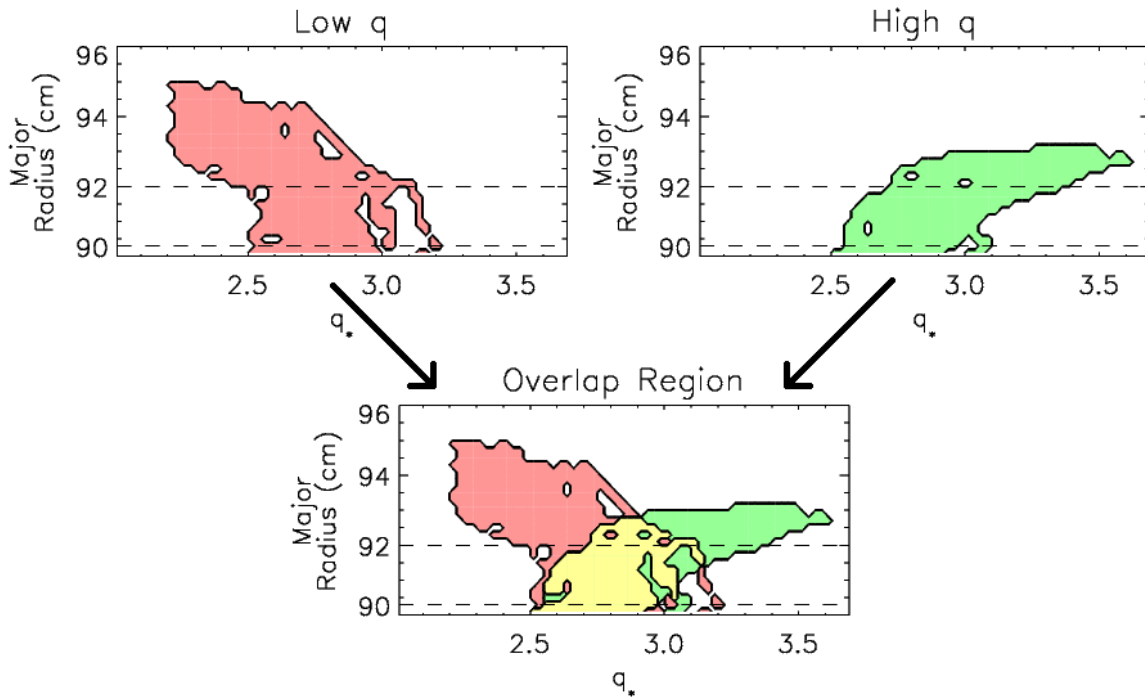 Low q
96
94
92
90
Major
Radius (cm)
2.5 3.0 3.5
q*
High q
96
94
92
90
Major
Radius (cm)
2.5 3.0 3.5
q*
Overlap Region
96
94
92
90
Major
Radius (cm)
2.5 3.0 3.5
q*